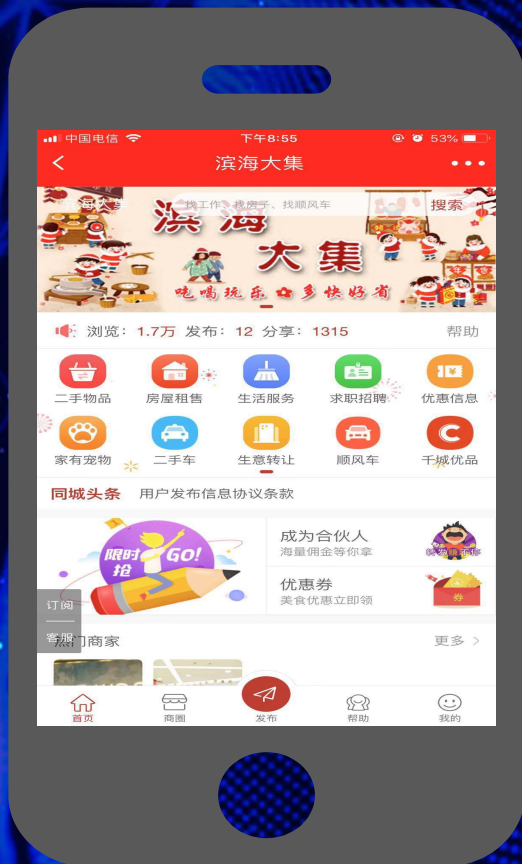 中国电信 下午8:55 53%
滨海大集
找工作、找房子、找顺风车 搜索
滨海大集
吃喝玩乐 多快好省
浏览：1.7万 发布：12 分享：1315 帮助
二手物品 房屋租售 生活服务 求职招聘 优惠信息
家有宠物 二手车 生意转让 顺风车 千城优品
同城头条 用户发布信息协议条款
限时抢 GO!
成为合伙人
海量佣金等你拿
优惠券
美食优惠立即领
券
订阅
客服
热门商家 更多 >
首页 商圈 发布 帮助 我的